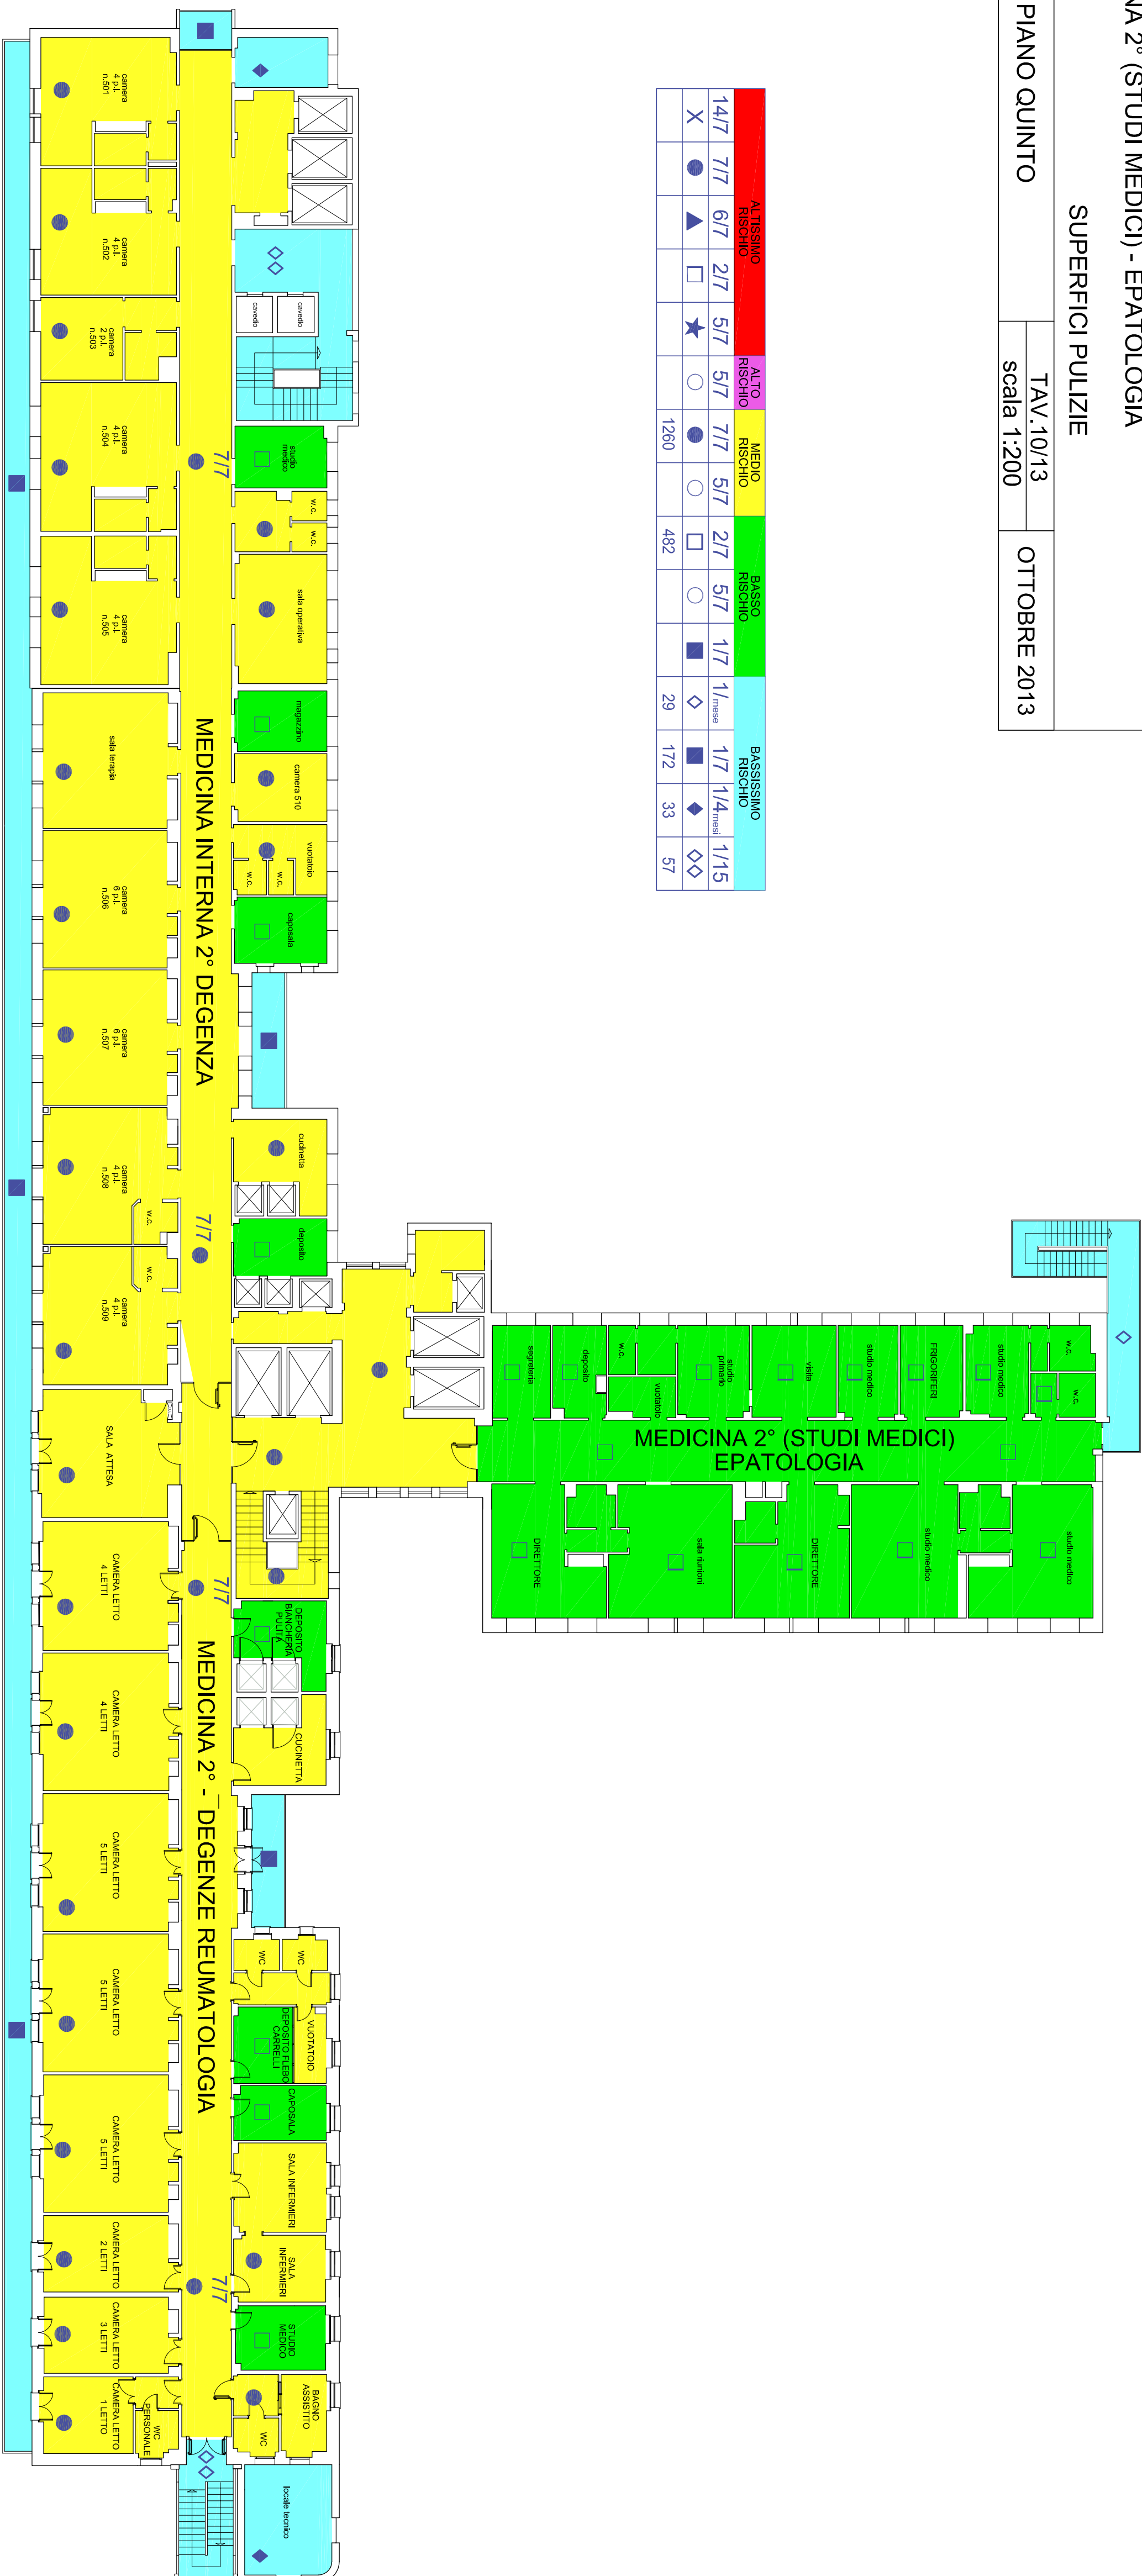 NA 2° (STUDI MEDICI) - EPATOLOGIA
SUPERFICI PULIZIE
PIANO QUINTO
TAV.10/13
scala 1:200
OTTOBRE 2013
ALTISSIMO
RISCHIO
ALTO
RISCHIO
MEDIO
RISCHIO
BASSO
RISCHIO
BASSISSIMO
RISCHIO
14/7 7/7 6/7 2/7 5/7 5/7 7/7 5/7 2/7 5/7 1/7 1/mese 1/7 1/4mesi 1/15
X
1260 482 29 172 33 57
cavedio
cavedio
studio
medico
w.c.
w.c.
sala operativa
magazzino
camera 510
vuotatoio
w.c.
w.c.
caposala
cucinetta
deposito
7/7
MEDICINA INTERNA 2° DEGENZA
7/7
camera
4 p.l.
n.501
camera
4 p.l.
n.502
camera
2 p.l.
n.503
camera
4 p.l.
n.504
camera
4 p.l.
n.505
sala terapia
camera
6 p.l.
n.506
camera
6 p.l.
n.507
camera
4 p.l.
n.508
w.c.
w.c.
camera
4 p.l.
n.509
w.c.
w.c.
studio medico
FRIGORIFERI
studio medico
visita
studio
primario
vuotatoio
w.c.
deposito
segreteria
MEDICINA 2° (STUDI MEDICI)
EPATOLOGIA
DIRETTORE
sala riunioni
DIRETTORE
studio medico
studio medico
DEPOSITO
BIANCHERIA
PULITA
CUCINETTA
WC
WC
VUOTATOIO
DEPOSITO FLEBO
CARRELLI
CAPOSALA
SALA INFERMIERI
SALA
INFERMIERI
STUDIO
MEDICO
BAGNO
ASSISTITO
WC
locale tecnico
7/7
MEDICINA 2° - DEGENZE REUMATOLOGIA
7/7
SALA ATTESA
CAMERA LETTO
4 LETTI
CAMERA LETTO
4 LETTI
CAMERA LETTO
5 LETTI
CAMERA LETTO
5 LETTI
CAMERA LETTO
5 LETTI
CAMERA LETTO
2 LETTI
CAMERA LETTO
3 LETTI
WC
PERSONALE
CAMERA LETTO
1 LETTO